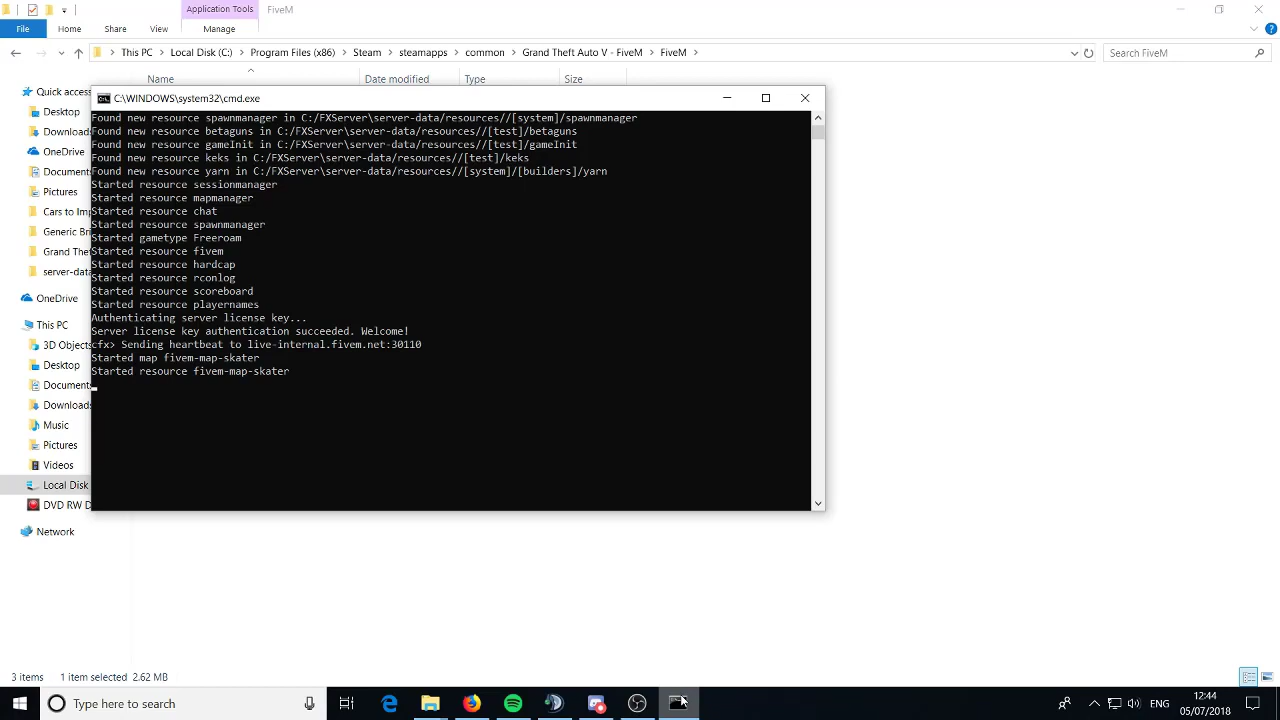 Application Tools
FiveM
File
Home
Share
View
Manage
This PC
Local Disk (C:)
Program Files (x86)
Steam
steamapps
common
Grand Theft Auto V - FiveM
FiveM
Search FiveM
Name
Date modified
Type
Size
Quick access
Desktop
Downloads
OneDrive
Documents
Pictures
Cars to Imp
Generic Bri
Grand Thef
server-data
OneDrive
This PC
3D Objects
Desktop
Documents
Downloads
Music
Pictures
Videos
Local Disk
DVD RW D
Network
C:\WINDOWS\system32\cmd.exe
Found new resource spawnmanager in C:/FXServer\server-data/resources//[system]/spawnmanager
Found new resource betaguns in C:/FXServer\server-data/resources//[test]/betaguns
Found new resource gameInit in C:/FXServer\server-data/resources//[test]/gameInit
Found new resource keks in C:/FXServer\server-data/resources//[test]/keks
Found new resource yarn in C:/FXServer\server-data/resources//[system]/[builders]/yarn
Started resource sessionmanager
Started resource mapmanager
Started resource chat
Started resource spawnmanager
Started gametype Freeroam
Started resource fivem
Started resource hardcap
Started resource rconlog
Started resource scoreboard
Started resource playernames
Authenticating server license key...
Server license key authentication succeeded. Welcome!
cfx> Sending heartbeat to live-internal.fivem.net:30110
Started map fivem-map-skater
Started resource fivem-map-skater
3 items
1 item selected 2.62 MB
Type here to search
ENG
12:44
05/07/2018